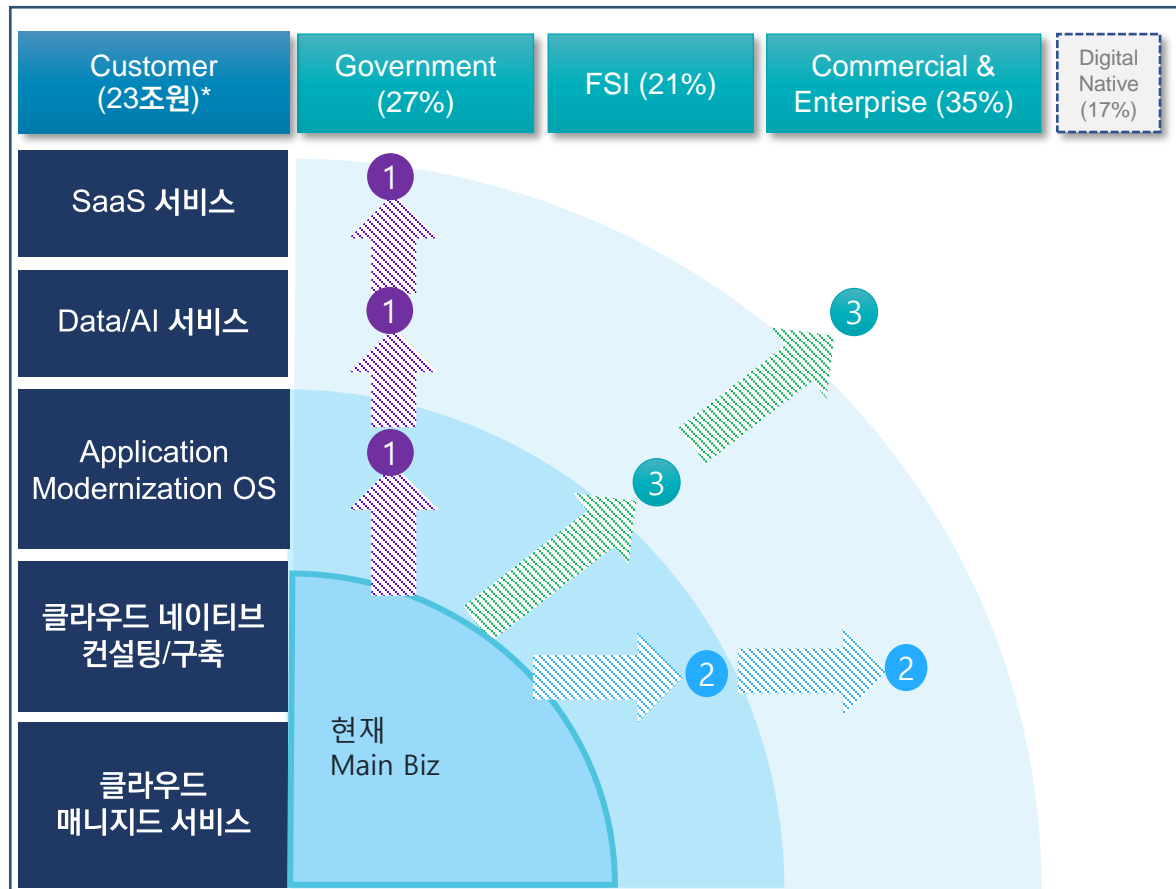 Customer
(23조원)*
Government
(27%)
FSI (21%)
Commercial &
Enterprise (35%)
Digital
Native
(17%)
SaaS 서비스
1
Data/AI 서비스
1
3
Application
Modernization OS
1
3
클라우드 네이티브
컨설팅/구축
2
2
현재
Main Biz
클라우드
매니지드 서비스